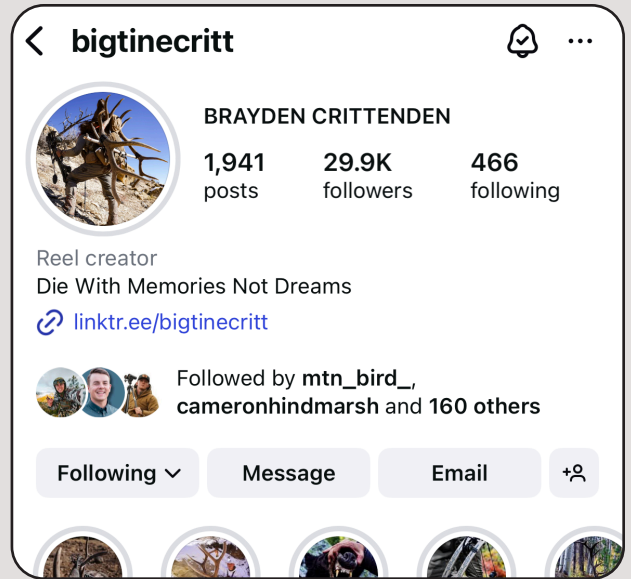 bigtinecritt
BRAYDEN CRITTENDEN
1,941
29.9K
466
posts
followers
following
Reel creator
Die With Memories Not Dreams
linktr.ee/bigtinecritt
Followed by mtn_bird_,
cameronhindmarsh and 160 others
Following
Message
Email